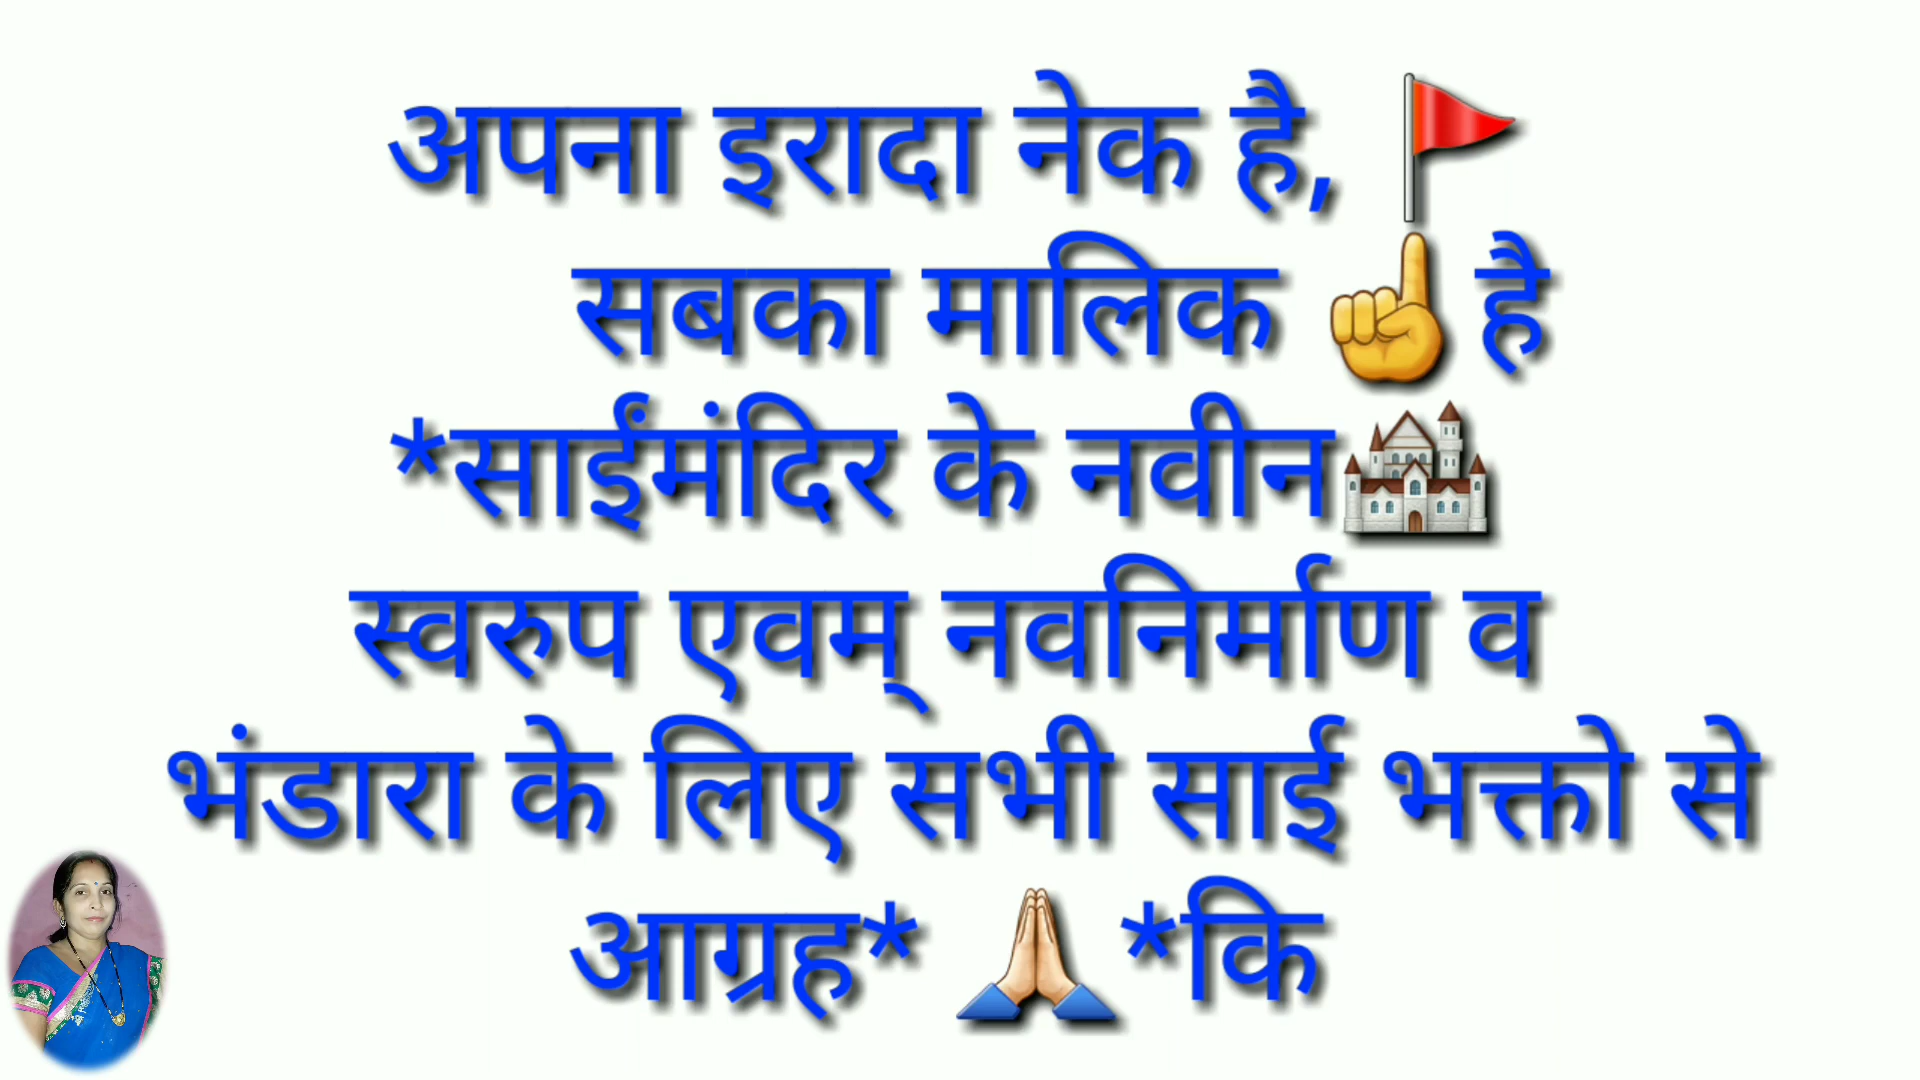 अपना इरादा नेक है,🚩
सबका मालिक ☝️है
*साईंमंदिर के नवीन🏰
स्वरुप एवम् नवनिर्माण व
भंडारा के लिए सभी साई भक्तो से
आग्रह* 🙏🏻*कि